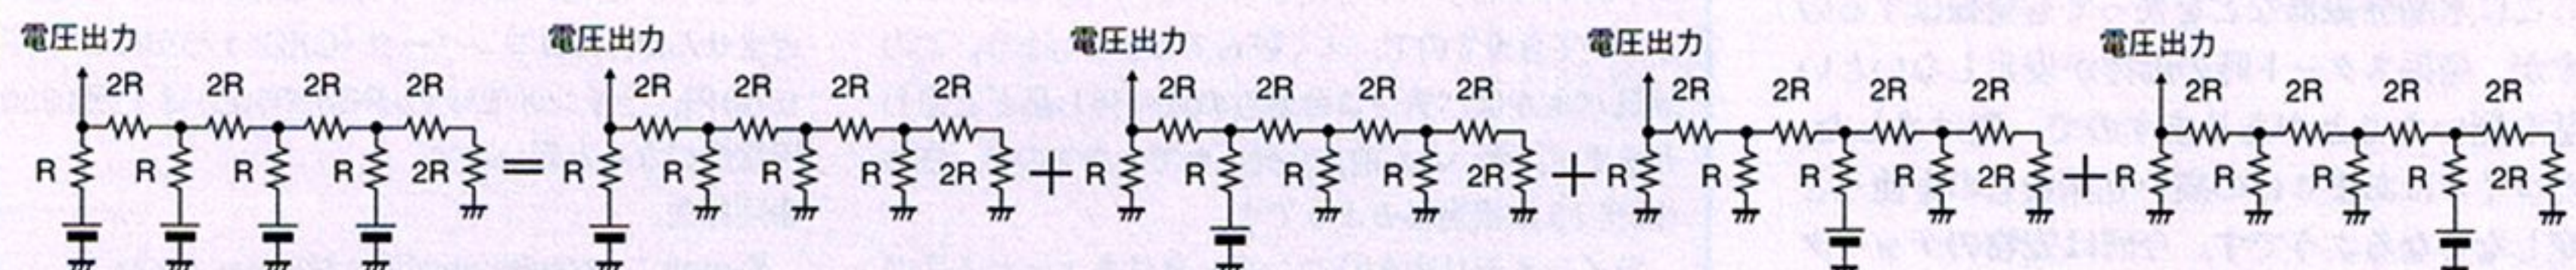 電圧出力 電圧出力 電圧出力 電圧出力 電圧出力
2R 2R 2R 2R 2R 2R 2R 2R 2R 2R 2R 2R 2R 2R 2R 2R 2R 2R 2R 2R
R R R R 2R = R R R R 2R + R R R R 2R + R R R R 2R + R R R R 2R